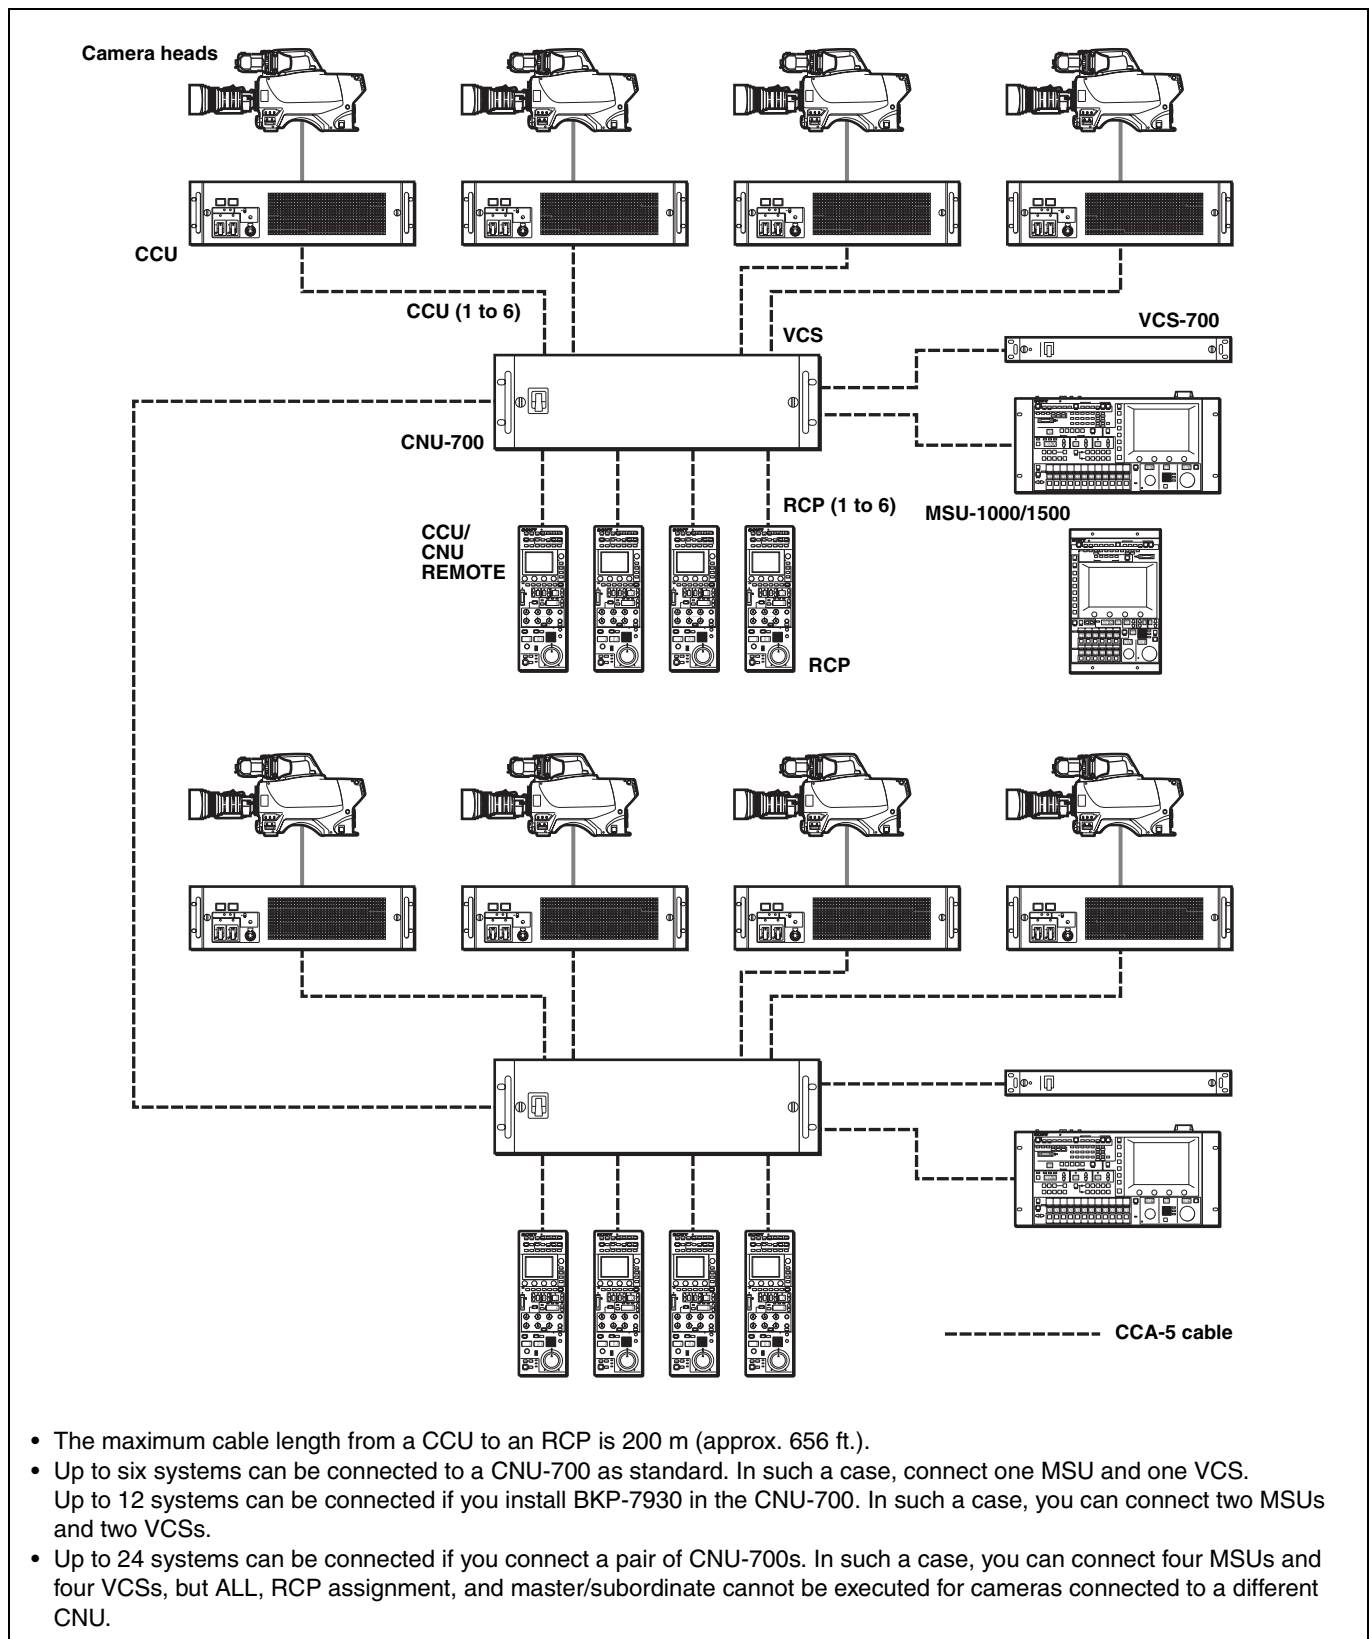 Camera heads
CCU
CCU (1 to 6)
VCS
VCS-700
CNU-700
RCP (1 to 6)
MSU-1000/1500
CCU/
CNU
REMOTE
RCP
CCA-5 cable
• The maximum cable length from a CCU to an RCP is 200 m (approx. 656 ft.).
• Up to six systems can be connected to a CNU-700 as standard. In such a case, connect one MSU and one VCS.
Up to 12 systems can be connected if you install BKP-7930 in the CNU-700. In such a case, you can connect two MSUs
and two VCSs.
• Up to 24 systems can be connected if you connect a pair of CNU-700s. In such a case, you can connect four MSUs and
four VCSs, but ALL, RCP assignment, and master/subordinate cannot be executed for cameras connected to a different
CNU.